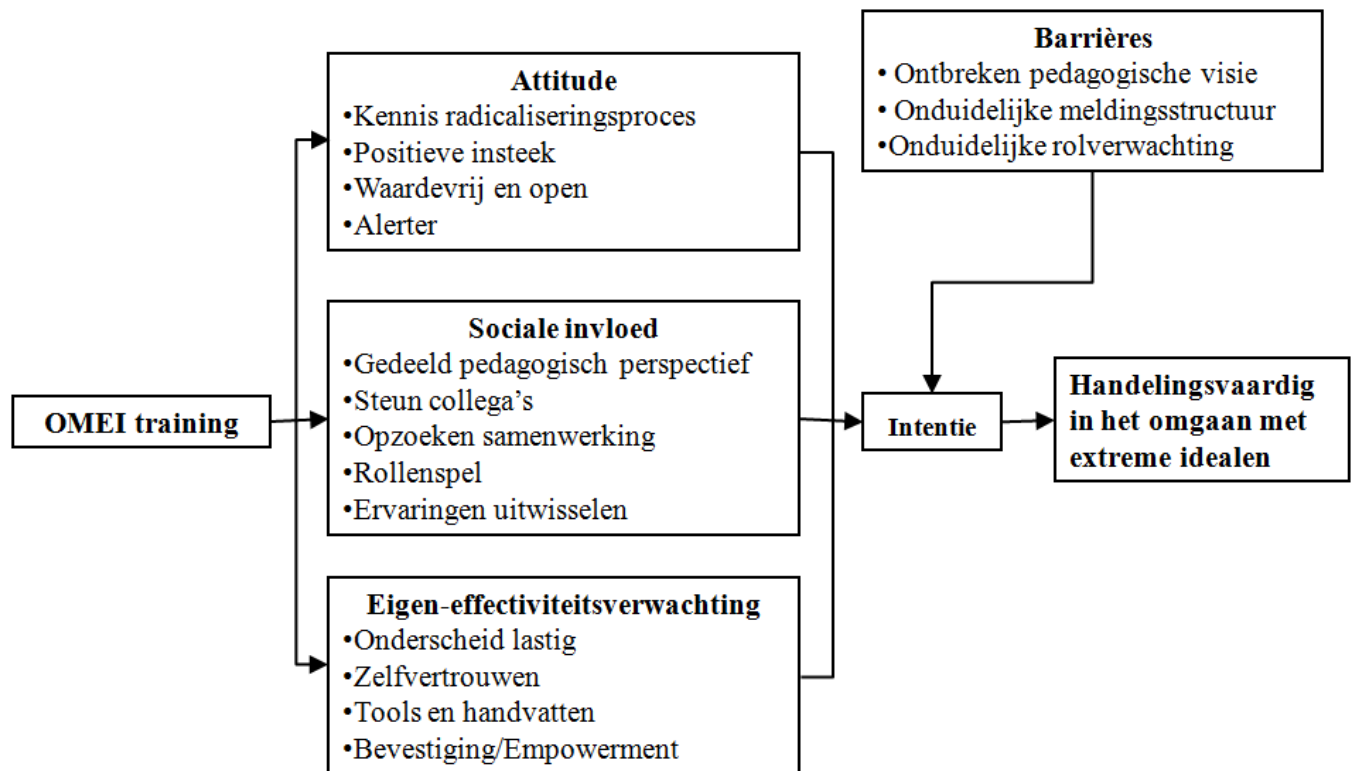 Barrières
• Ontbreken pedagogische visie
• Onduidelijke meldingsstructuur
•Onduidelijke rolverwachting
Attitude
•Kennis radicaliseringsproces
•Positieve insteek
•Waardevrij en open
•Alerter
Sociale invloed
•Gedeeld pedagogisch perspectief
•Steun collega’s
•Opzoeken samenwerking
•Rollenspel
•Ervaringen uitwisselen
OMEI training
Intentie
Handelingsvaardig
in het omgaan met
extreme idealen
Eigen-effectiviteitsverwachting
•Onderscheid lastig
•Zelfvertrouwen
•Tools en handvatten
•Bevestiging/Empowerment